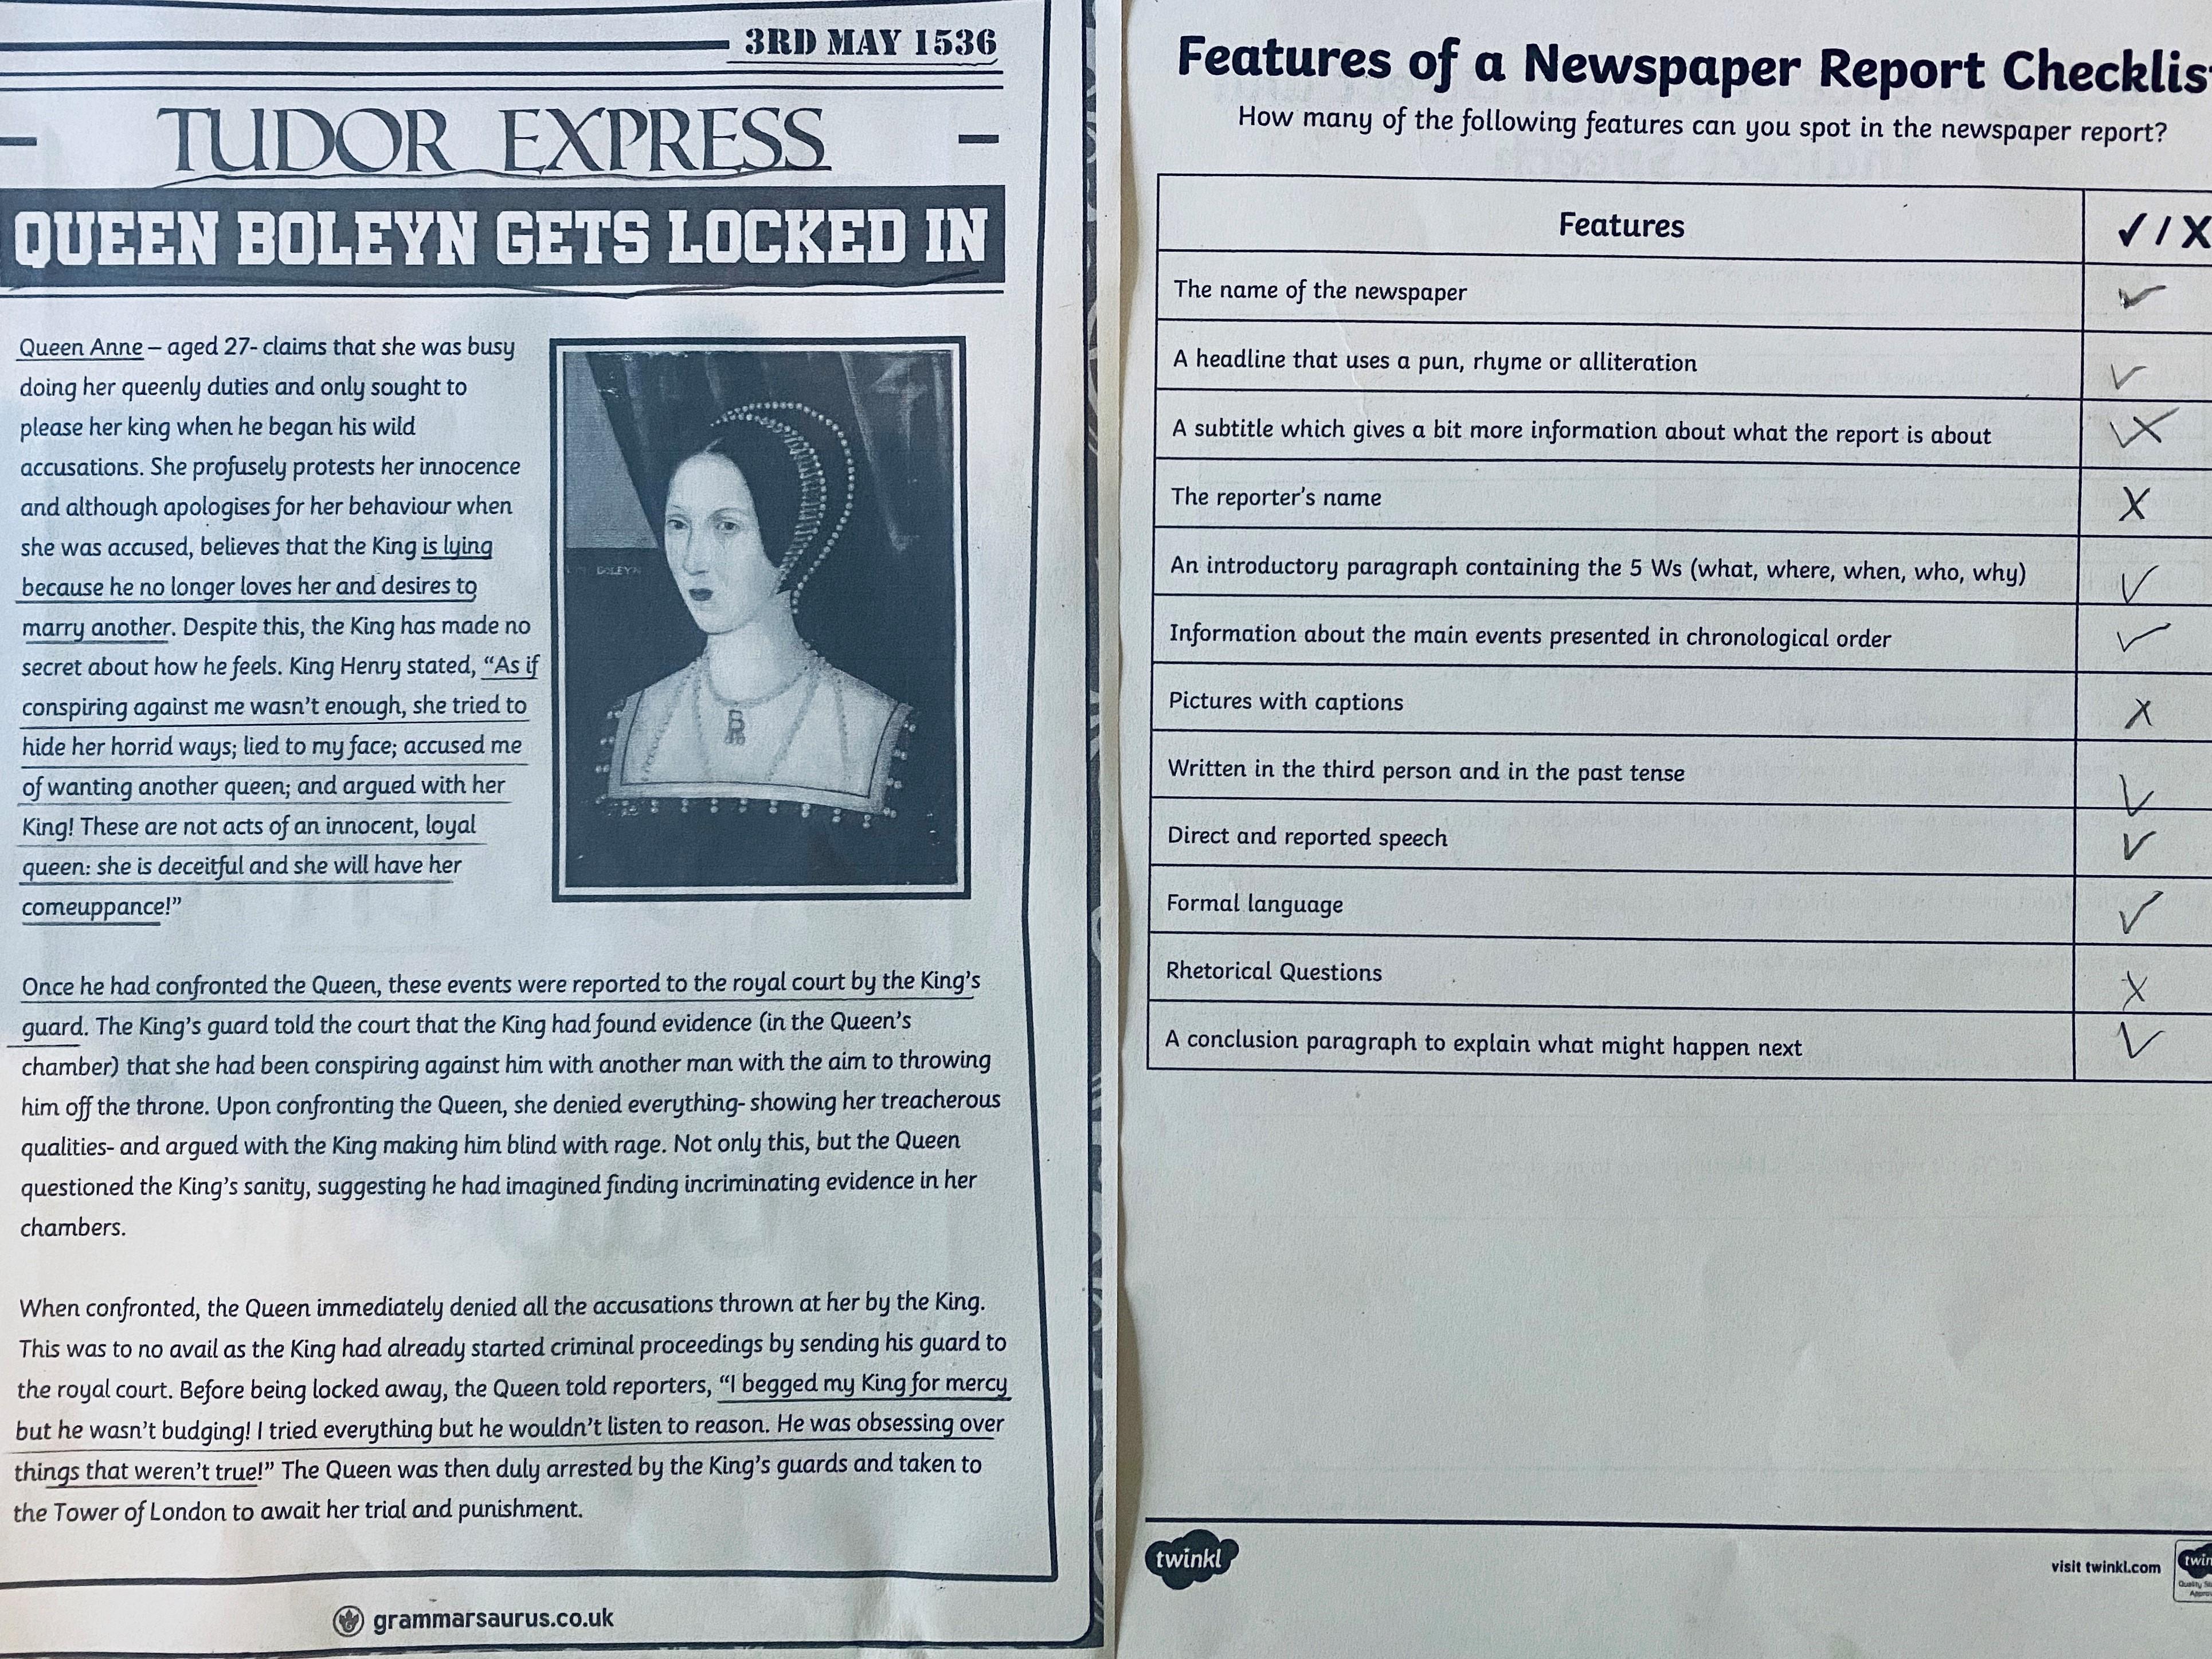 3RD MAY 1536
TUDOR EXPRESS
QUEEN BOLEYN GETS LOCKED IN
Queen Anne – aged 27- claims that she was busy
doing her queenly duties and only sought to
please her king when he began his wild
accusations. She profusely protests her innocence
and although apologises for her behaviour when
she was accused, believes that the King is lying
because he no longer loves her and desires to
marry another. Despite this, the King has made no
secret about how he feels. King Henry stated, “As if
conspiring against me wasn’t enough, she tried to
hide her horrid ways; lied to my face; accused me
of wanting another queen; and argued with her
King! These are not acts of an innocent, loyal
queen: she is deceitful and she will have her
comeuppance!”
BOLEYN
B
Once he had confronted the Queen, these events were reported to the royal court by the King’s
guard. The King’s guard told the court that the King had found evidence (in the Queen’s
chamber) that she had been conspiring against him with another man with the aim to throwing
him off the throne. Upon confronting the Queen, she denied everything- showing her treacherous
qualities- and argued with the King making him blind with rage. Not only this, but the Queen
questioned the King’s sanity, suggesting he had imagined finding incriminating evidence in her
chambers.
When confronted, the Queen immediately denied all the accusations thrown at her by the King.
This was to no avail as the King had already started criminal proceedings by sending his guard to
the royal court. Before being locked away, the Queen told reporters, “I begged my King for mercy
but he wasn’t budging! I tried everything but he wouldn’t listen to reason. He was obsessing over
things that weren’t true!” The Queen was then duly arrested by the King’s guards and taken to
the Tower of London to await her trial and punishment.
grammarsaurus.co.uk
Features of a Newspaper Report Checklis
How many of the following features can you spot in the newspaper report?
Features ✓/X
The name of the newspaper ✓
A headline that uses a pun, rhyme or alliteration ✓
A subtitle which gives a bit more information about what the report is about ✓X
The reporter’s name X
An introductory paragraph containing the 5 Ws (what, where, when, who, why) ✓
Information about the main events presented in chronological order ✓
Pictures with captions X
Written in the third person and in the past tense ✓
Direct and reported speech ✓
Formal language ✓
Rhetorical Questions X
A conclusion paragraph to explain what might happen next ✓
twinkl
visit twinkl.com